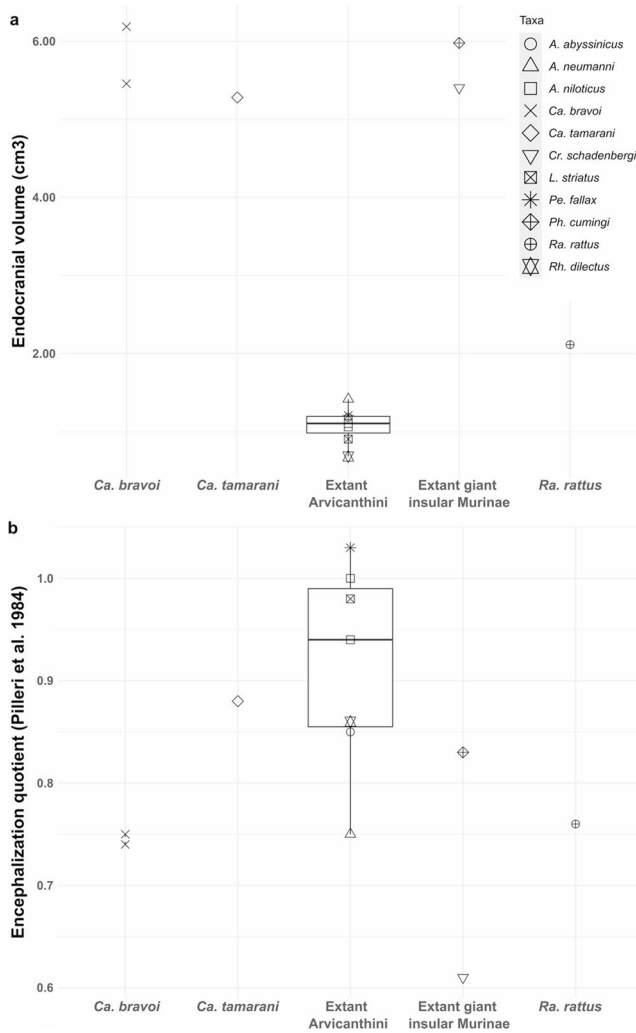 a
Endocranial volume (cm3)
6.00
4.00
2.00
Taxa
A. abyssinicus
A. neumanni
A. niloticus
Ca. bravoi
Ca. tamarani
Cr. schadenbergi
L. striatus
Pe. fallax
Ph. cumingi
Ra. rattus
Rh. dilectus
Ca. bravoi
Ca. tamarani
Extant
Arvicanthini
Extant giant
insular Murinae
Ra. rattus
b
Encephalization quotient (Pilleri et al. 1984)
1.0
0.9
0.8
0.7
0.6
Ca. bravoi
Ca. tamarani
Extant
Arvicanthini
Extant giant
insular Murinae
Ra. rattus